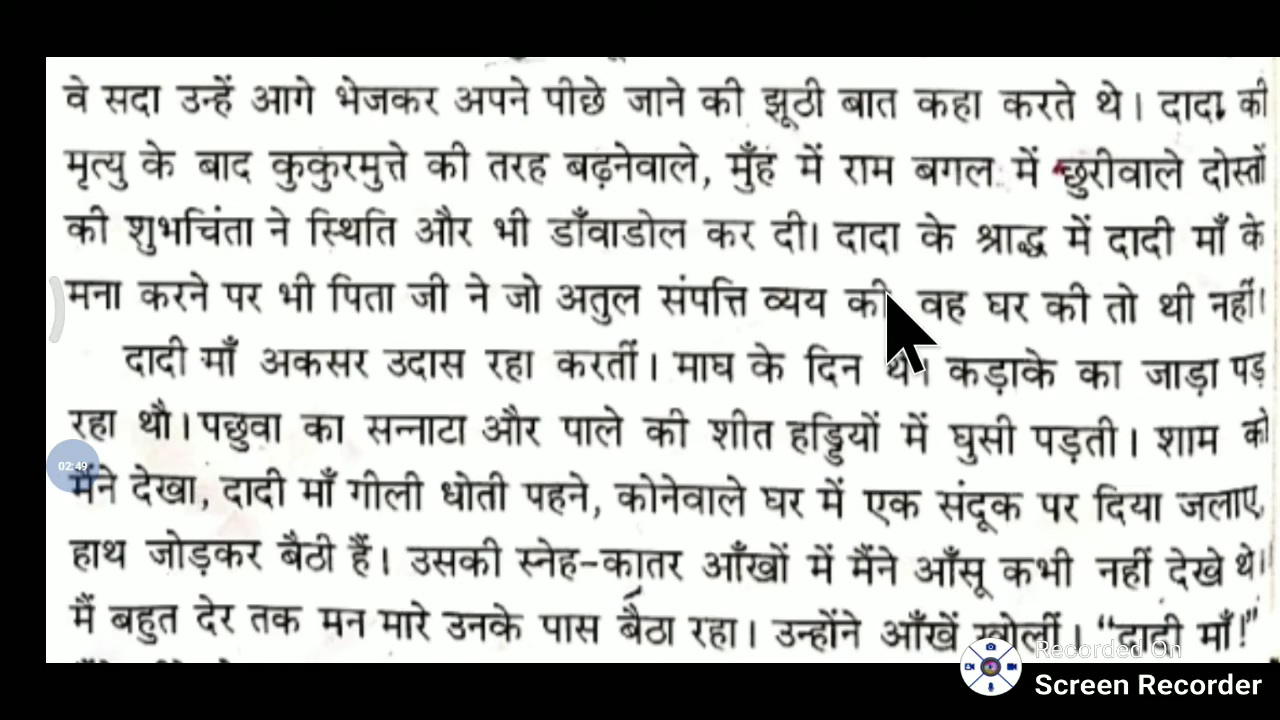 वे सदा उन्हें आगे भेजकर अपने पीछे जाने की झूठी बात कहा करते थे। दादा की
मृत्यु के बाद कुकुरमुत्ते की तरह बढ़नेवाले, मुँह में राम बगल में छुरीवाले दोस्तों
की शुभचिंता ने स्थिति और भी डाँवाडोल कर दी। दादा के श्राद्ध में दादी माँ के
मना करने पर भी पिता जी ने जो अतुल संपत्ति व्यय की, वह घर की तो थी नहीं।
दादी माँ अकसर उदास रहा करतीं। माघ के दिन थे। कड़ाके का जाड़ा पड़
रहा था। पछुवा का सन्नाटा और पाले की शीत हड्डियों में घुसी पड़ती। शाम को
02:49
मैंने देखा, दादी माँ गीली धोती पहने, कोनेवाले घर में एक संदूक पर दिया जलाए,
हाथ जोड़कर बैठी हैं। उसकी स्नेह-कातर आँखों में मैंने आँसू कभी नहीं देखे थे।
मैं बहुत देर तक मन मारे उनके पास बैठा रहा। उन्होंने आँखें खोलीं। “दादी माँ!”
Recorded On
Screen Recorder